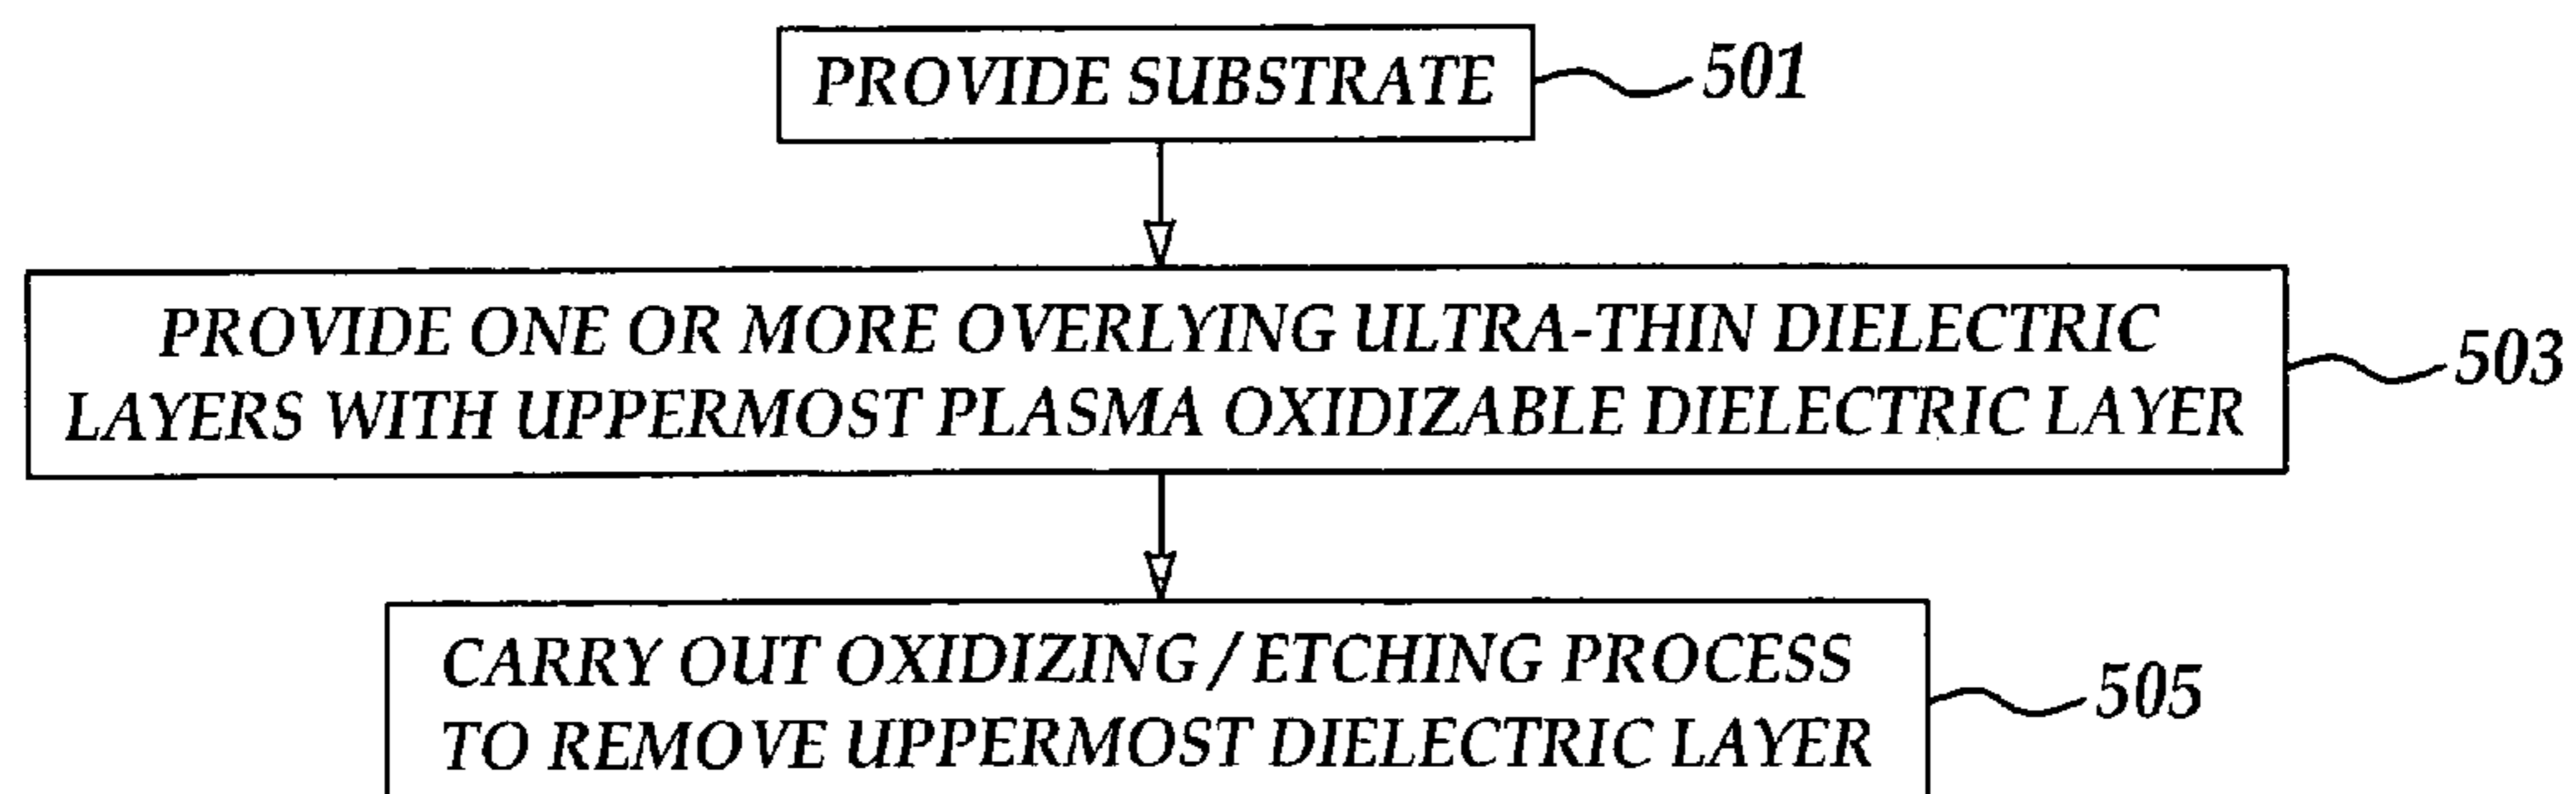 PROVIDE SUBSTRATE
501
PROVIDE ONE OR MORE OVERLYING ULTRA-THIN DIELECTRIC
LAYERS WITH UPPERMOST PLASMA OXIDIZABLE DIELECTRIC LAYER
503
CARRY OUT OXIDIZING / ETCHING PROCESS
TO REMOVE UPPERMOST DIELECTRIC LAYER
505